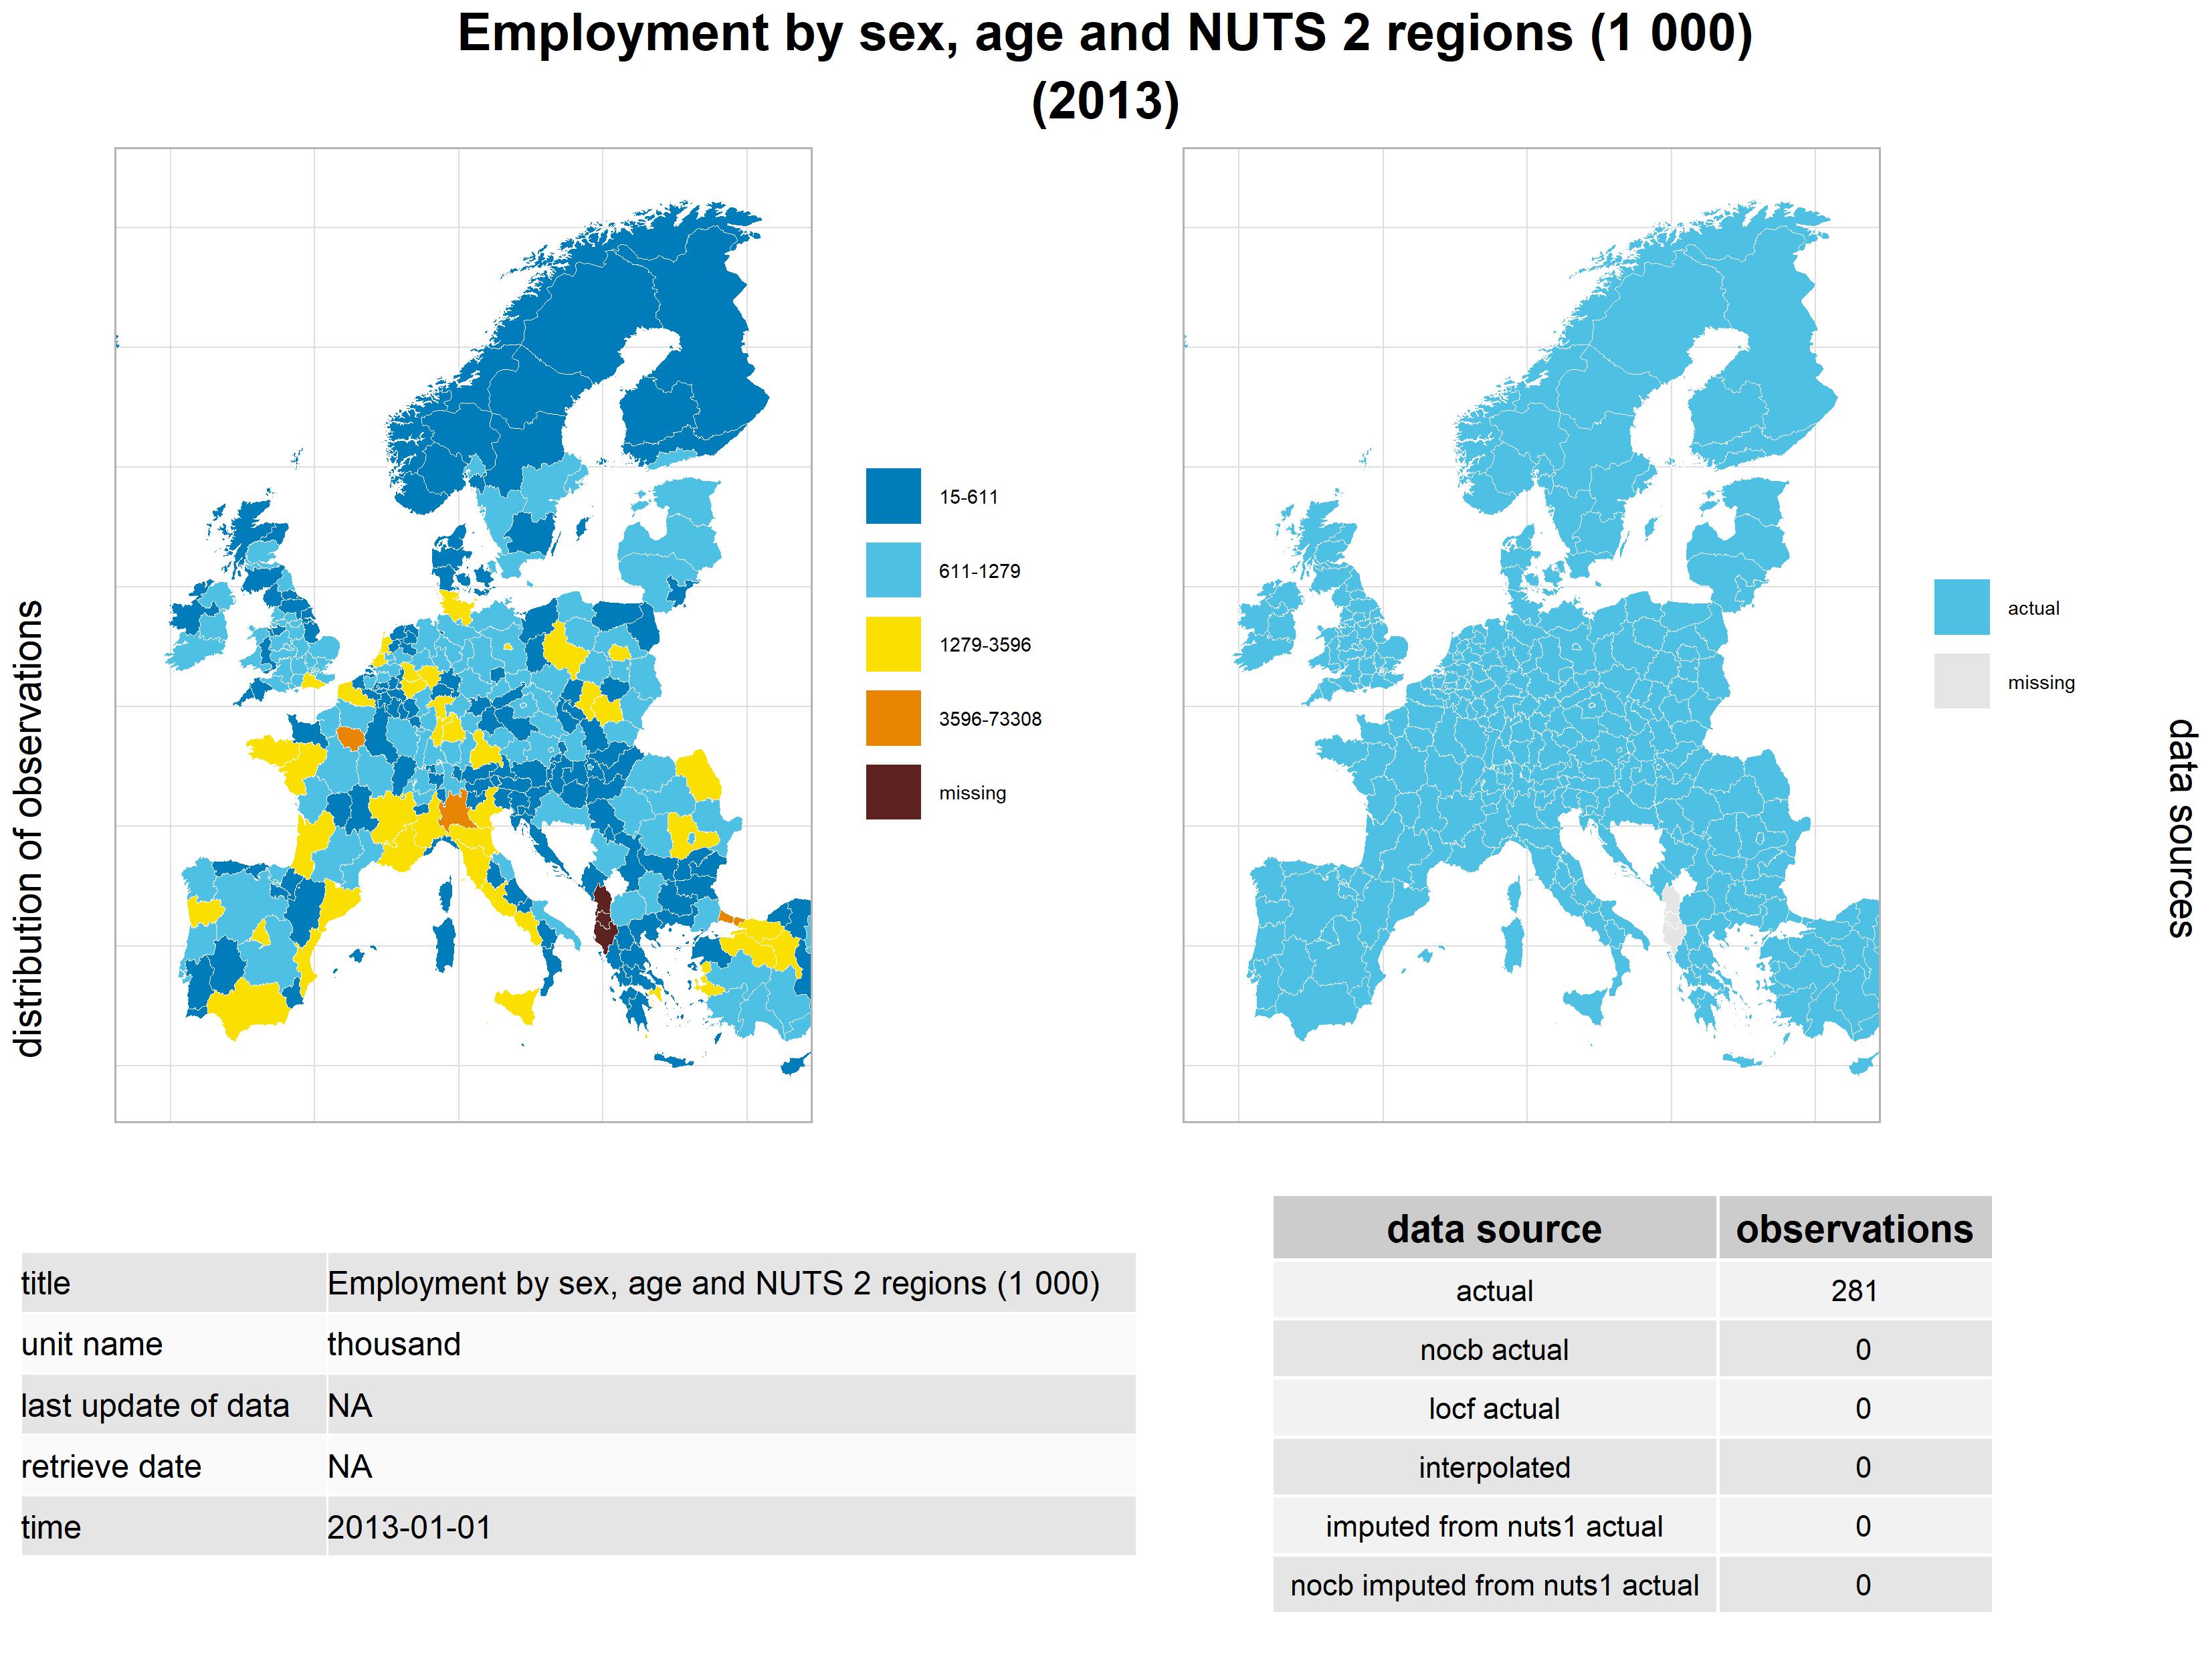 Employment by sex, age and NUTS 2 regions (1 000)
(2013)
distribution of observations
15-611
611-1279
1279-3596
3596-73308
missing
actual
missing
data sources
title Employment by sex, age and NUTS 2 regions (1 000)
unit name thousand
last update of data NA
retrieve date NA
time 2013-01-01
data source observations
actual 281
nocb actual 0
locf actual 0
interpolated 0
imputed from nuts1 actual 0
nocb imputed from nuts1 actual 0